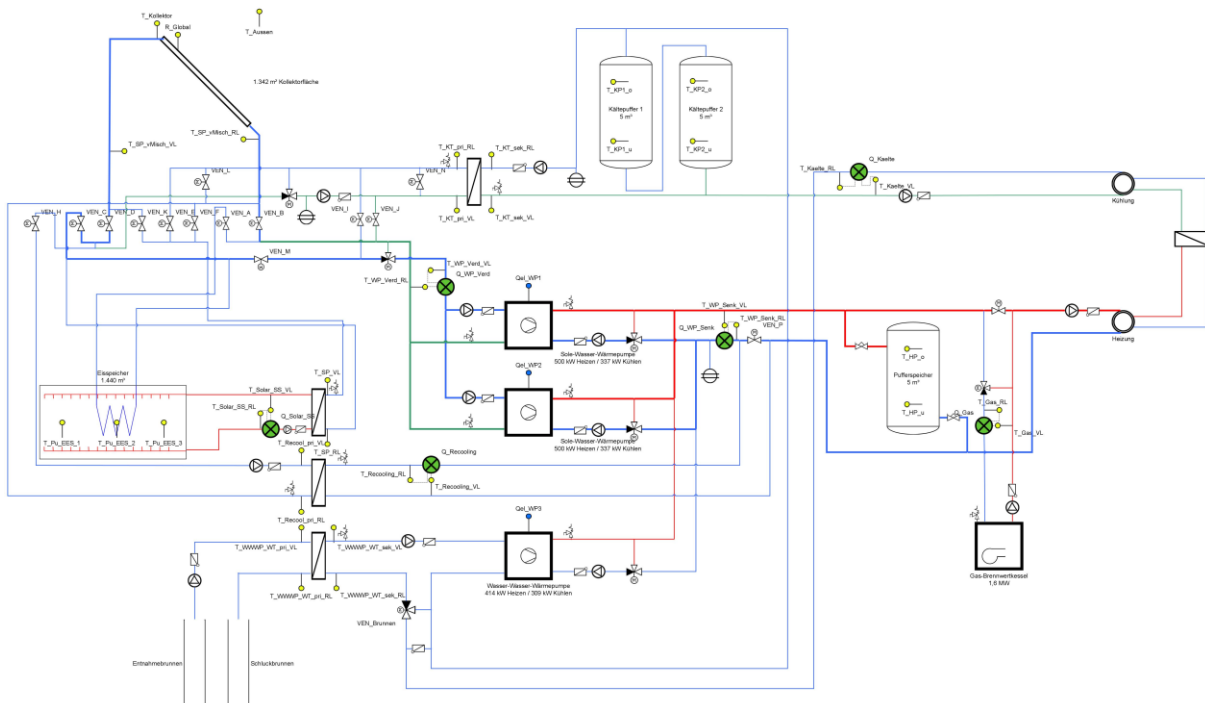 T_Kollektor
R_Global
T_Aussen
1.342 m² Kollektorfläche
T_SP_vMisch_RL
T_SP_vMisch_VL
T_KP1_o
T_KP2_o
Kältepuffer 1
5 m³
Kältepuffer 2
5 m³
T_KP1_u
T_KP2_u
T_KT_pri_RL
T_KT_sek_RL
VEN_L
VEN_N
T_KT_pri_VL
T_KT_sek_VL
Q_Kaelte
T_Kaelte_RL
T_Kaelte_VL
Kühlung
VEN_H
VEN_C
VEN_D
VEN_K
VEN_E
VEN_F
VEN_A
VEN_B
VEN_I
VEN_J
VEN_M
T_WP_Verd_VL
Q_WP_Verd
T_WP_Verd_RL
Qel_WP1
T_WP_Senk_VL
T_WP_Senk_RL
Q_WP_Senk
VEN_P
Heizung
Sole-Wasser-Wärmepumpe
500 kW Heizen / 337 kW Kühlen
T_HP_o
Pufferspeicher
5 m³
T_HP_u
Q_Gas
T_Gas_RL
T_Gas_VL
Qel_WP2
Sole-Wasser-Wärmepumpe
500 kW Heizen / 337 kW Kühlen
Eisspeicher
1.440 m³
T_SP_VL
T_Solar_SS_VL
T_Solar_SS_RL
Q_Solar_SS
T_Pu_EES_1
T_Pu_EES_2
T_Pu_EES_3
T_Recool_pri_VL
T_SP_RL
Q_Recooling
T_Recooling_RL
T_Recooling_VL
T_Recool_pri_RL
Qel_WP3
T_WWWP_WT_pri_VL
T_WWWP_WT_sek_VL
T_WWWP_WT_pri_RL
T_WWWP_WT_sek_RL
Wasser-Wasser-Wärmepumpe
414 kW Heizen / 309 kW Kühlen
Gas-Brennwertkessel
1,6 MW
VEN_Brunnen
Entnahmebrunnen
Schluckbrunnen